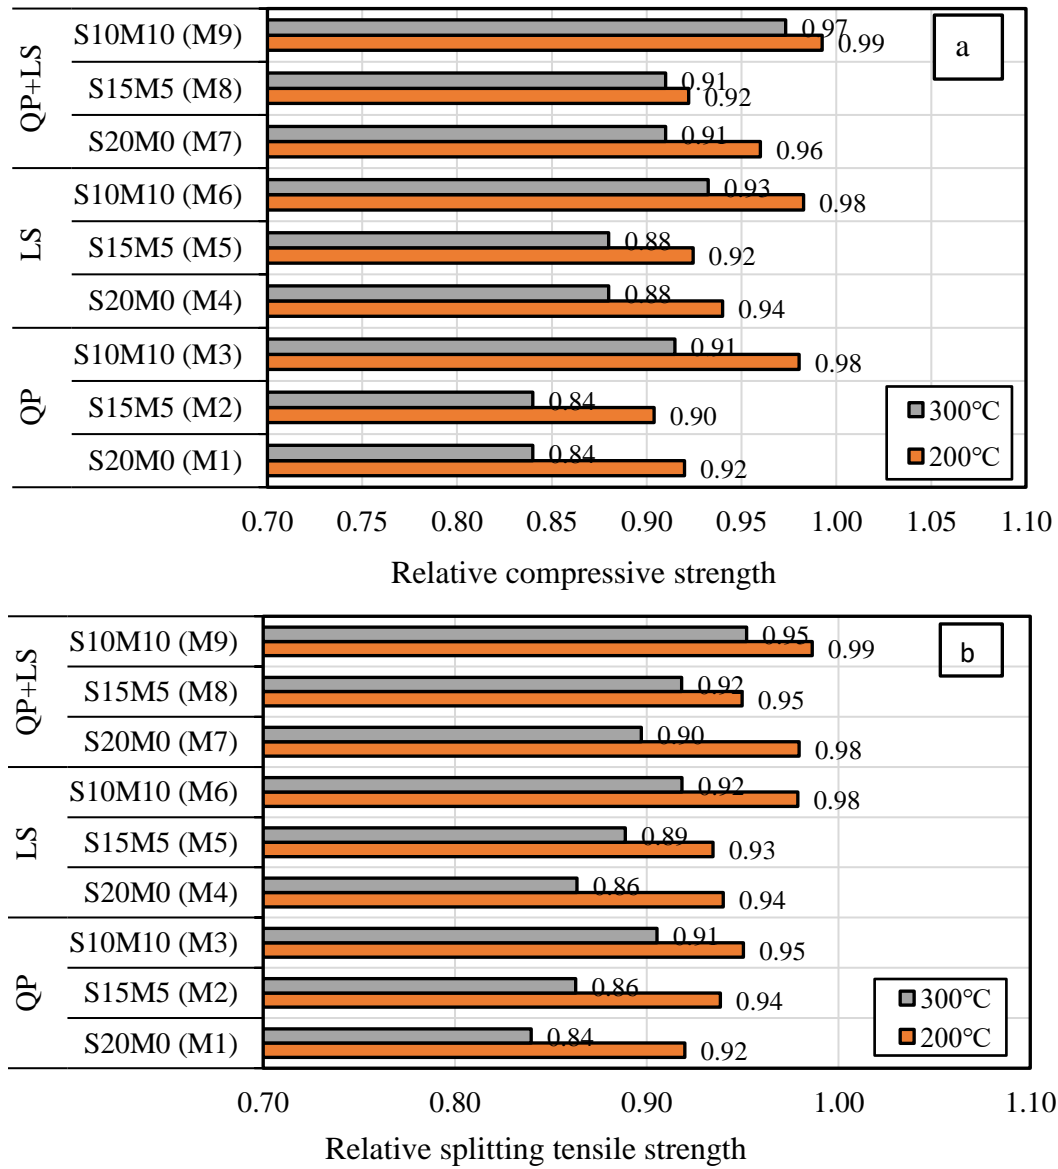 a
QP+LS
S10M10 (M9) 0.97 0.99
S15M5 (M8) 0.91 0.92
S20M0 (M7) 0.91 0.96
LS
S10M10 (M6) 0.93 0.98
S15M5 (M5) 0.88 0.92
S20M0 (M4) 0.88 0.94
QP
S10M10 (M3) 0.91 0.98
S15M5 (M2) 0.84 0.90
S20M0 (M1) 0.84 0.92
300℃
200℃
0.70 0.75 0.80 0.85 0.90 0.95 1.00 1.05 1.10
Relative compressive strength
b
QP+LS
S10M10 (M9) 0.95 0.99
S15M5 (M8) 0.92 0.95
S20M0 (M7) 0.90 0.98
LS
S10M10 (M6) 0.92 0.98
S15M5 (M5) 0.89 0.93
S20M0 (M4) 0.86 0.94
QP
S10M10 (M3) 0.91 0.95
S15M5 (M2) 0.86 0.94
S20M0 (M1) 0.84 0.92
300℃
200℃
0.70 0.80 0.90 1.00 1.10
Relative splitting tensile strength